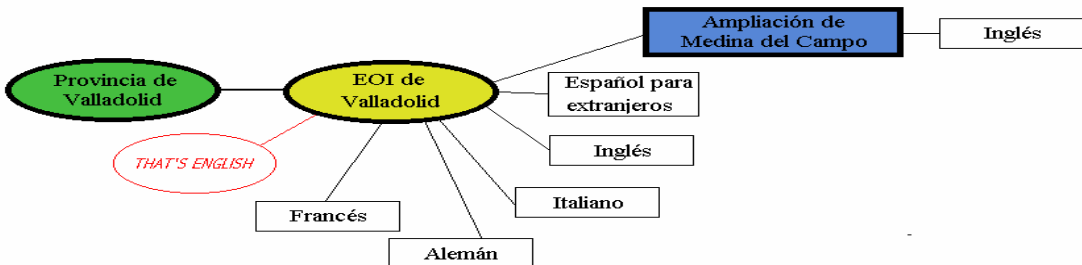 Ampliación de
Medina del Campo
Inglés
Provincia de
Valladolid
EOI de
Valladolid
Español para
extranjeros
THAT'S ENGLISH
Inglés
Italiano
Francés
Alemán